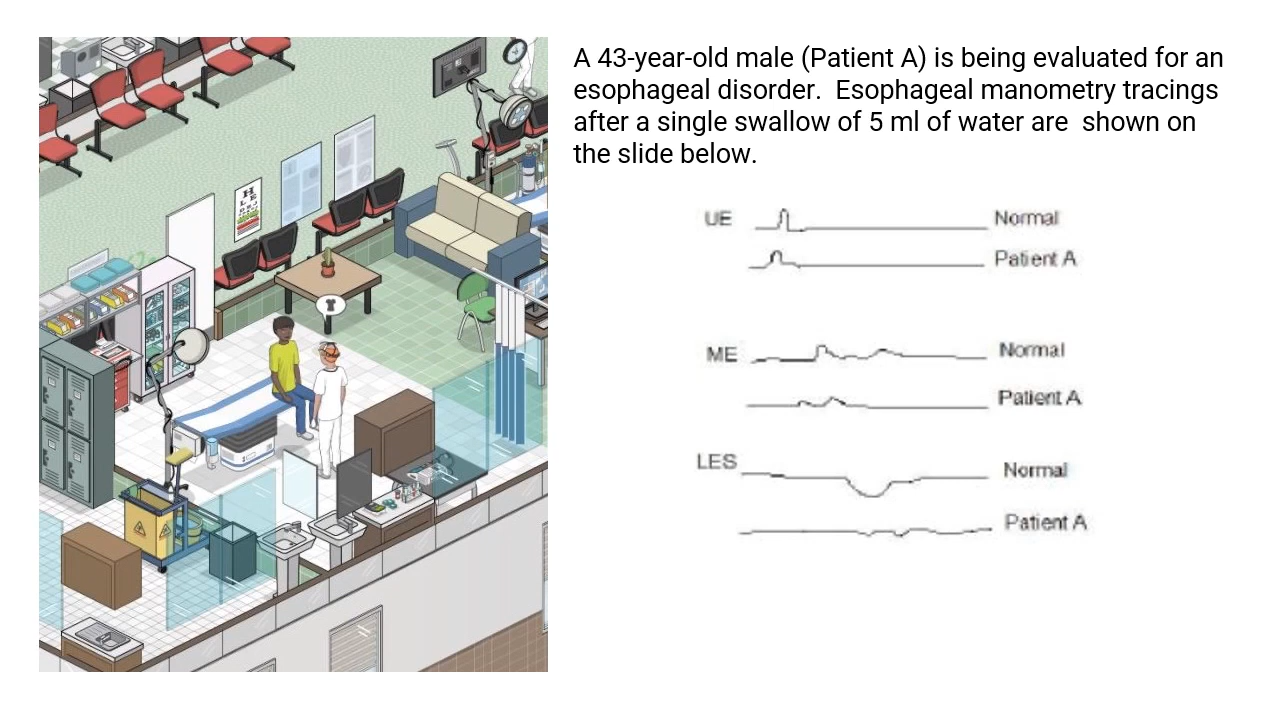 A 43-year-old male (Patient A) is being evaluated for an
esophageal disorder.  Esophageal manometry tracings
after a single swallow of 5 ml of water are  shown on
the slide below.
UE
Normal
Patient A
ME
Normal
Patient A
LES
Normal
Patient A